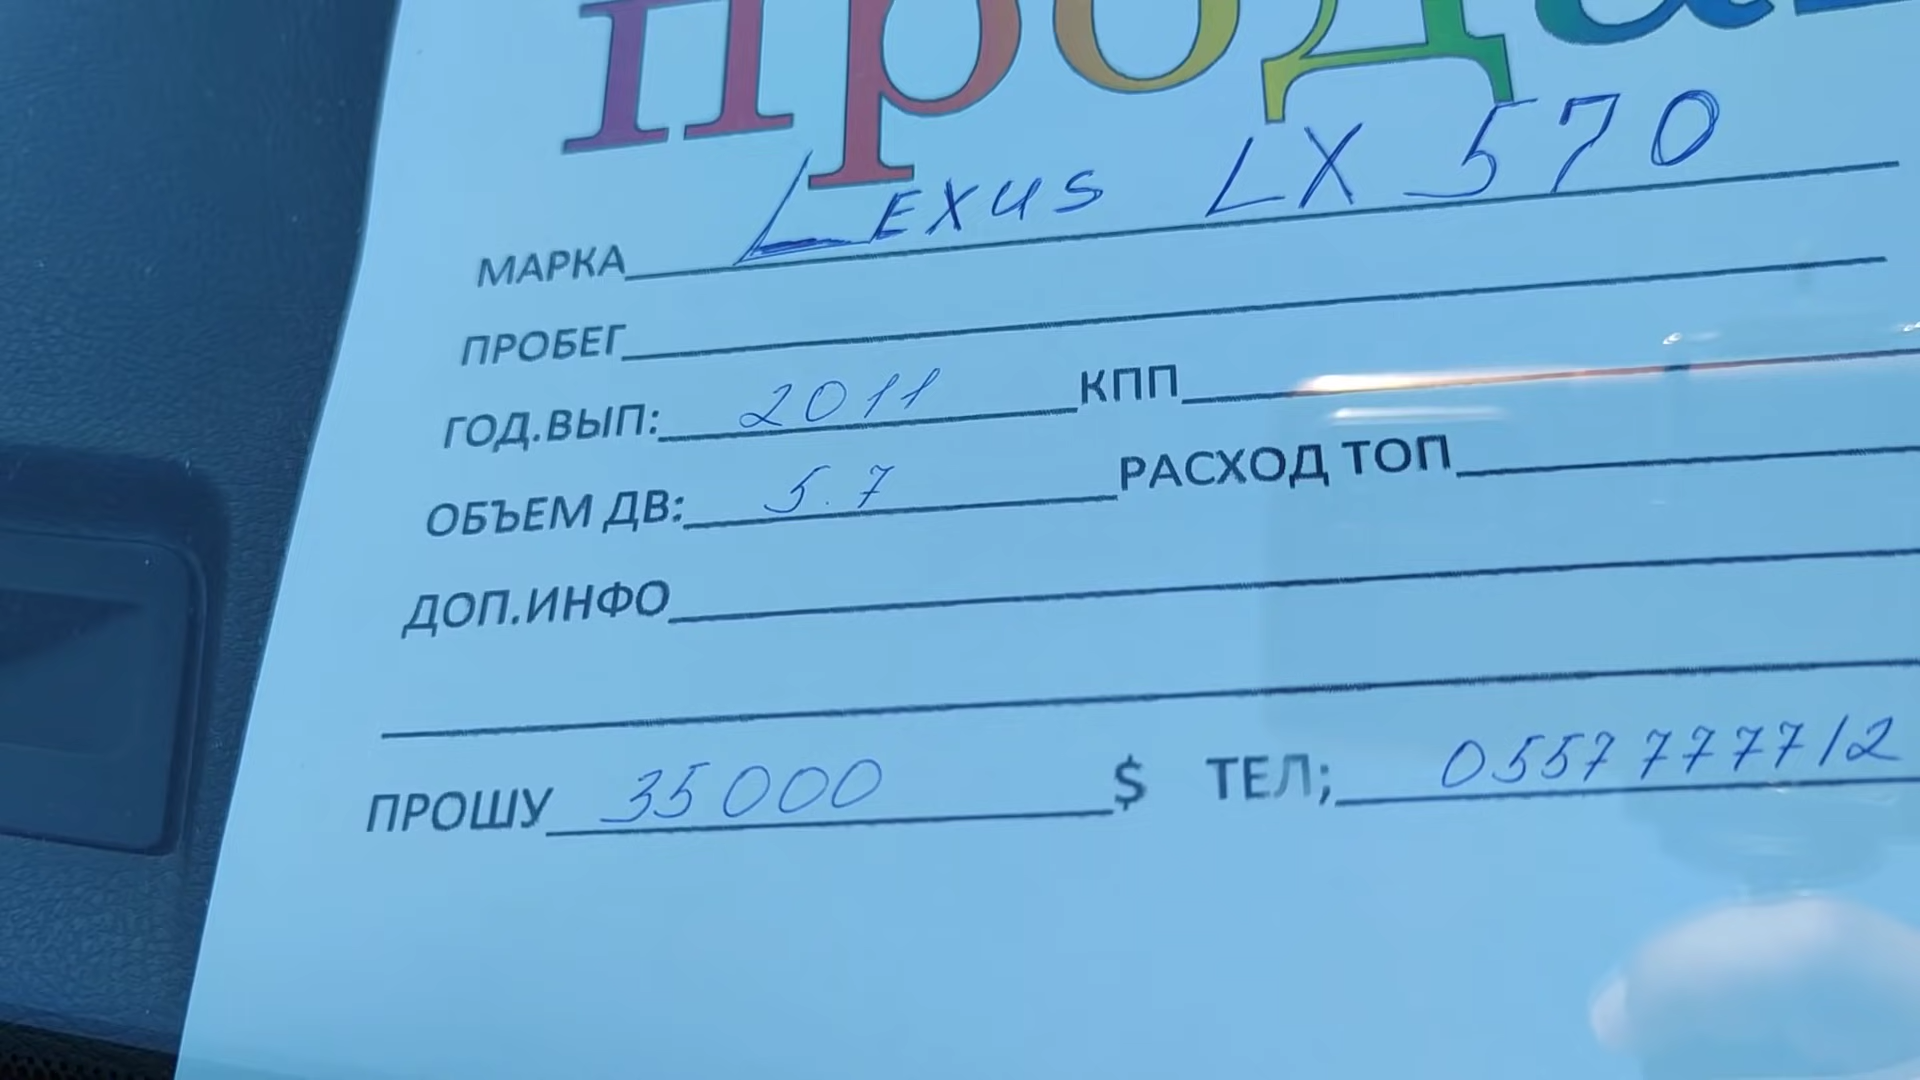 прода
МАРКА Lexus LX 570
ПРОБЕГ
ГОД.ВЫП: 2011 КПП
ОБЪЕМ ДВ: 5.7 РАСХОД ТОП
ДОП.ИНФО
ПРОШУ 35000 $ ТЕЛ; 0557777712